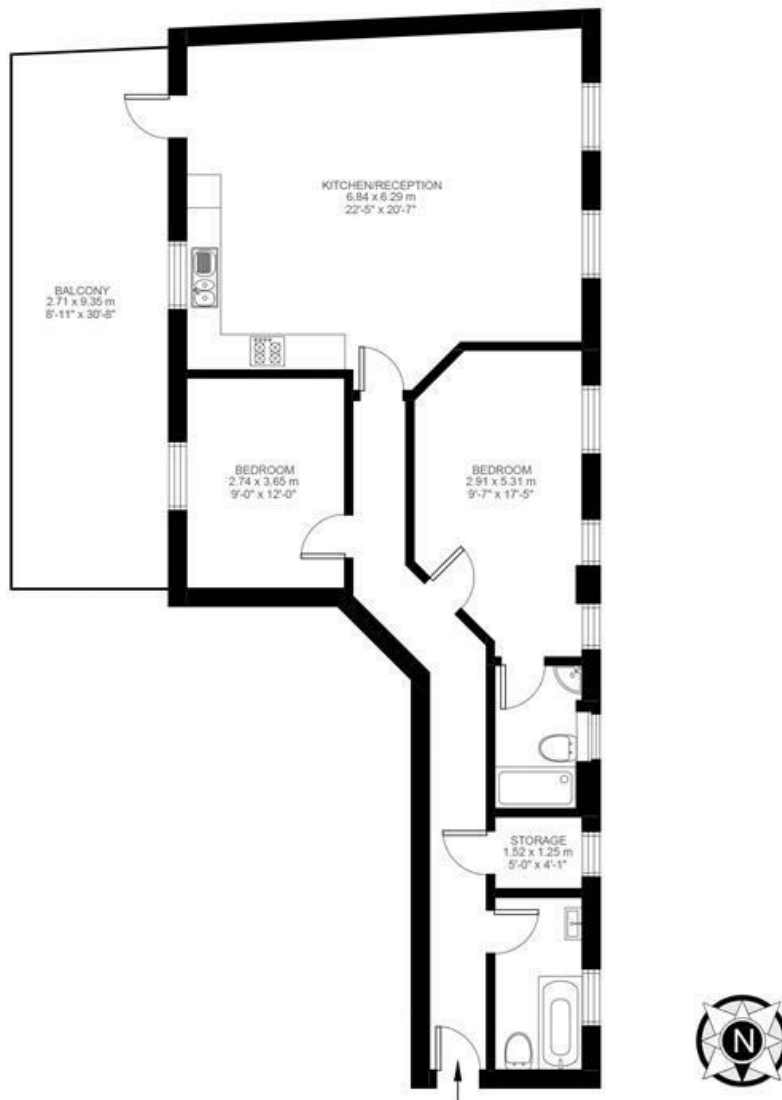 KITCHEN/RECEPTION
6.84 x 6.29 m
22'-5" x 20'-7"
BALCONY
2.71 x 9.35 m
8'-11" x 30'-8"
BEDROOM
2.74 x 3.65 m
9'-0" x 12'-0"
BEDROOM
2.91 x 5.31 m
9'-7" x 17'-5"
STORAGE
1.52 x 1.25 m
5'-0" x 4'-1"
N